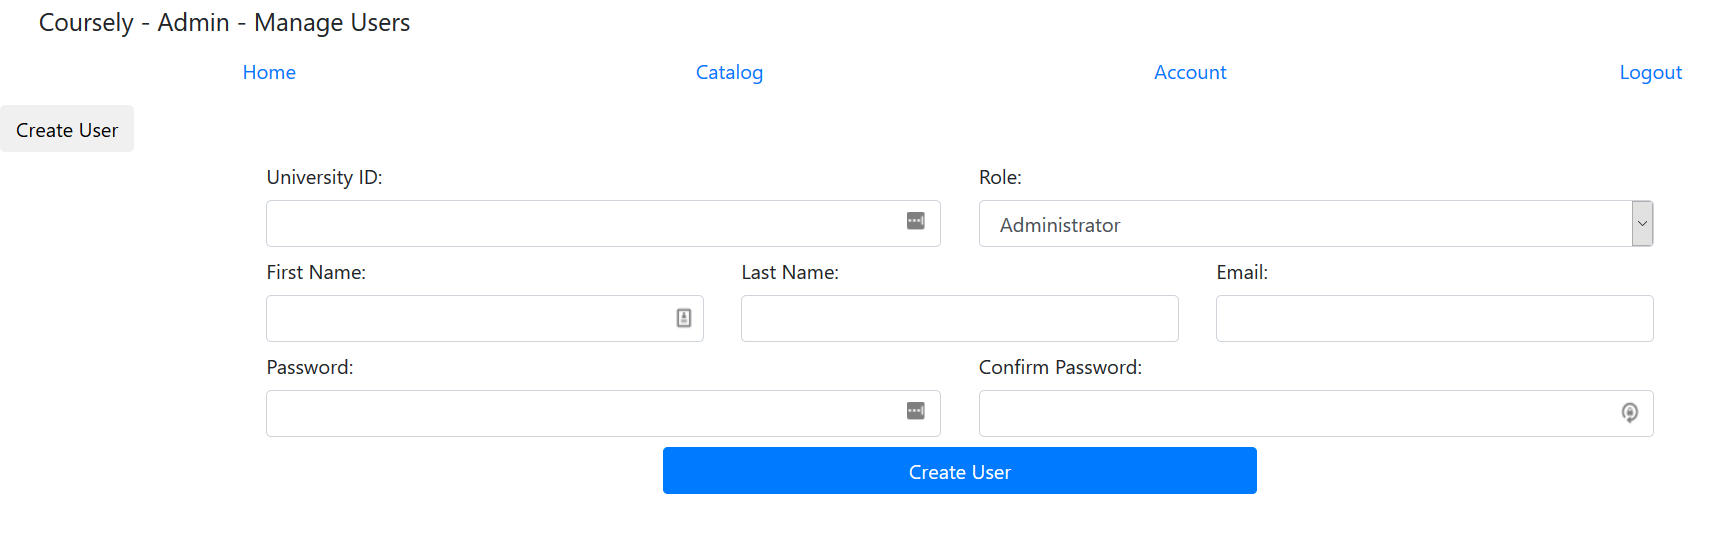 Coursely - Admin - Manage Users
Home Catalog Account Logout
Create User
University ID: Role:
Administrator
First Name: Last Name: Email:
Password: Confirm Password:
Create User